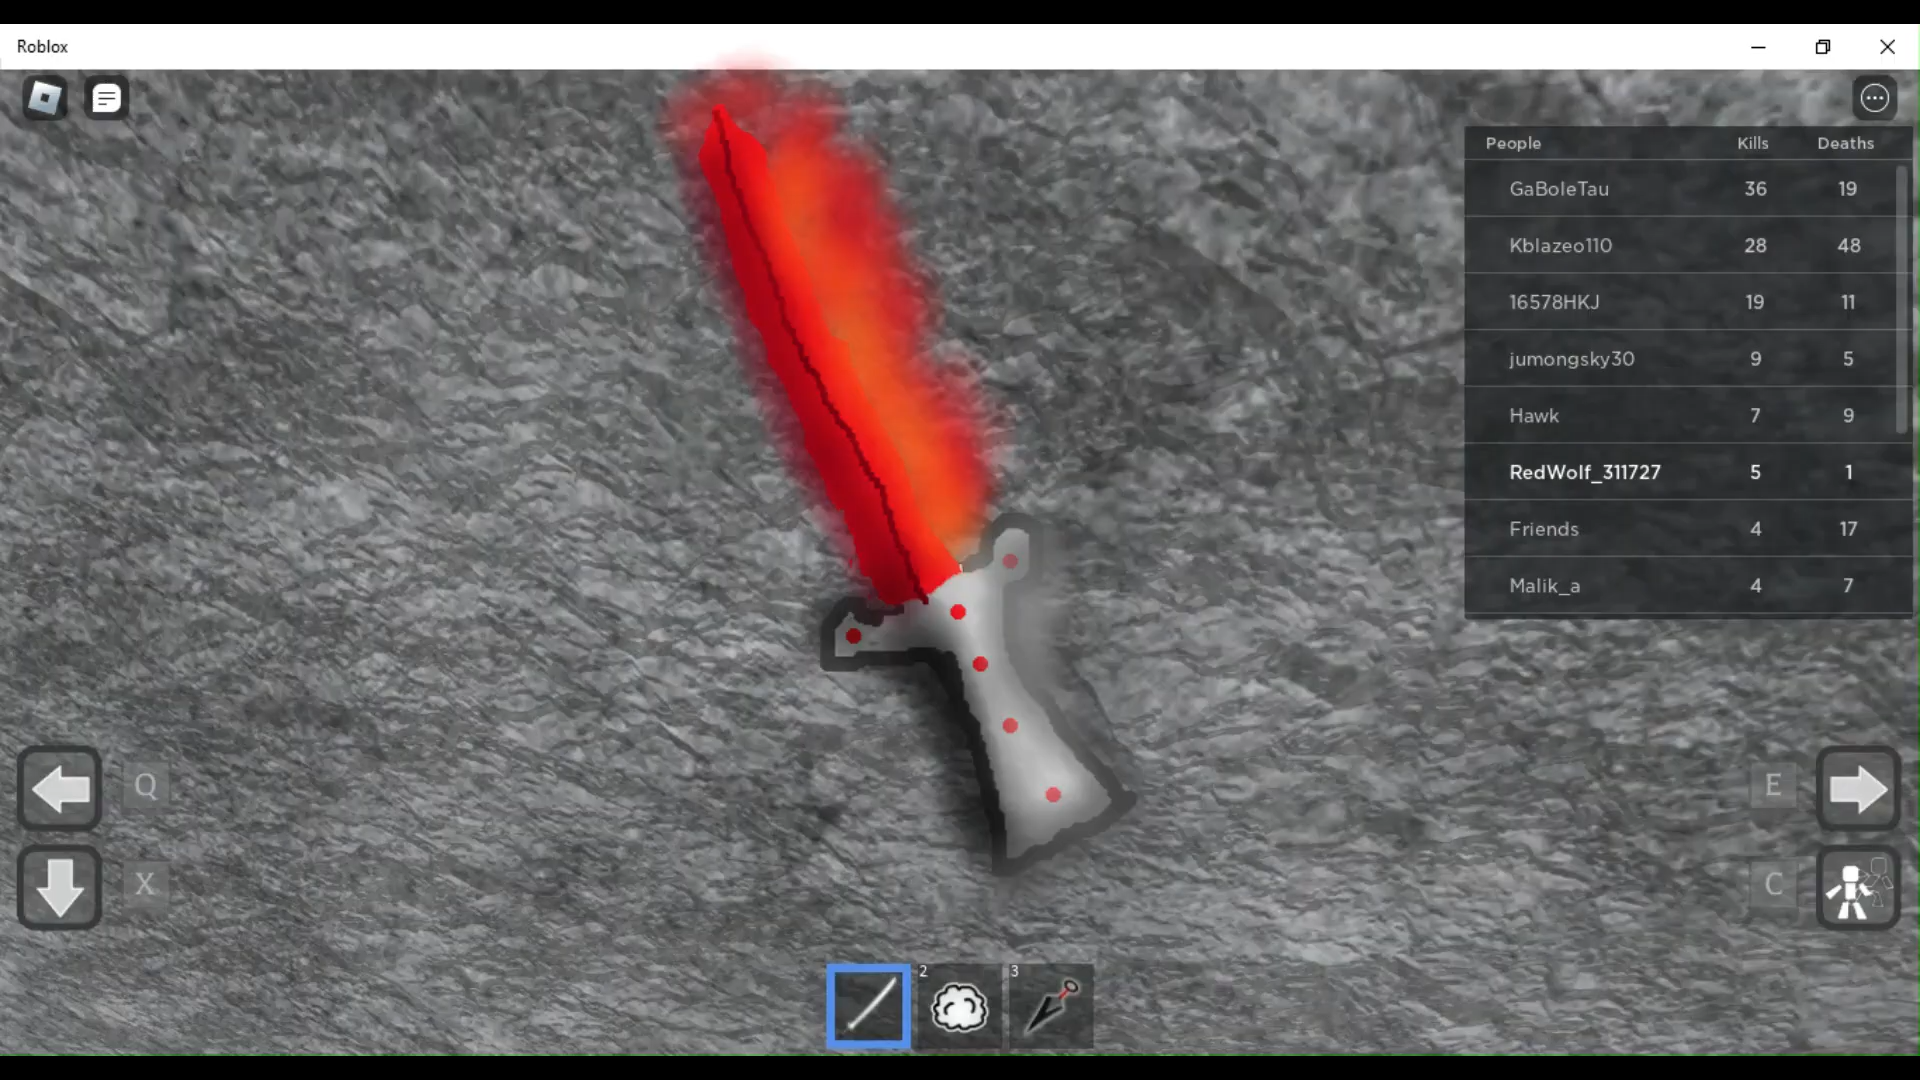 Roblox
People Kills Deaths
GaBoleTau 36 19
Kblazeo110 28 48
16578HKJ 19 11
jumongsky30 9 5
Hawk 7 9
RedWolf_311727 5 1
Friends 4 17
Malik_a 4 7
Q E
X C
2 3